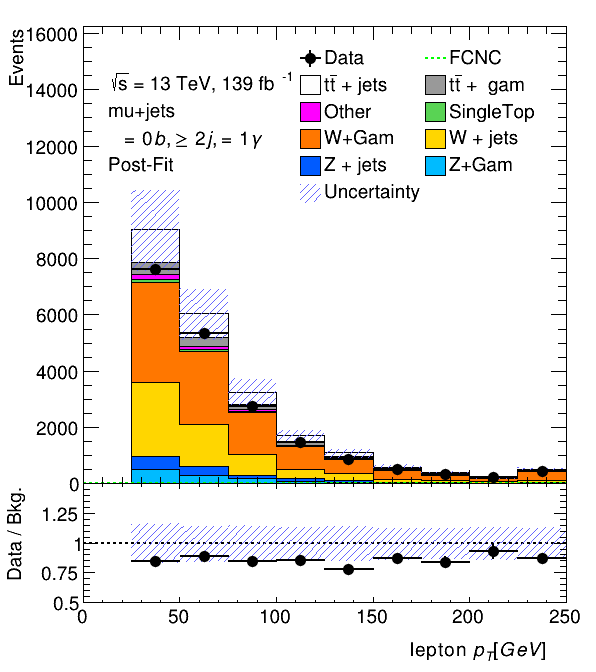 Events
16000
14000
12000
10000
8000
6000
4000
2000
0
√s = 13 TeV, 139 fb⁻¹
mu+jets
= 0b, ≥ 2j, = 1γ
Post-Fit
Data
FCNC
tt̄ + jets
tt̄ + gam
Other
SingleTop
W+Gam
W + jets
Z + jets
Z+Gam
Uncertainty
Data / Bkg.
1.25
1
0.75
0.5
0 50 100 150 200 250
lepton p_T[GeV]